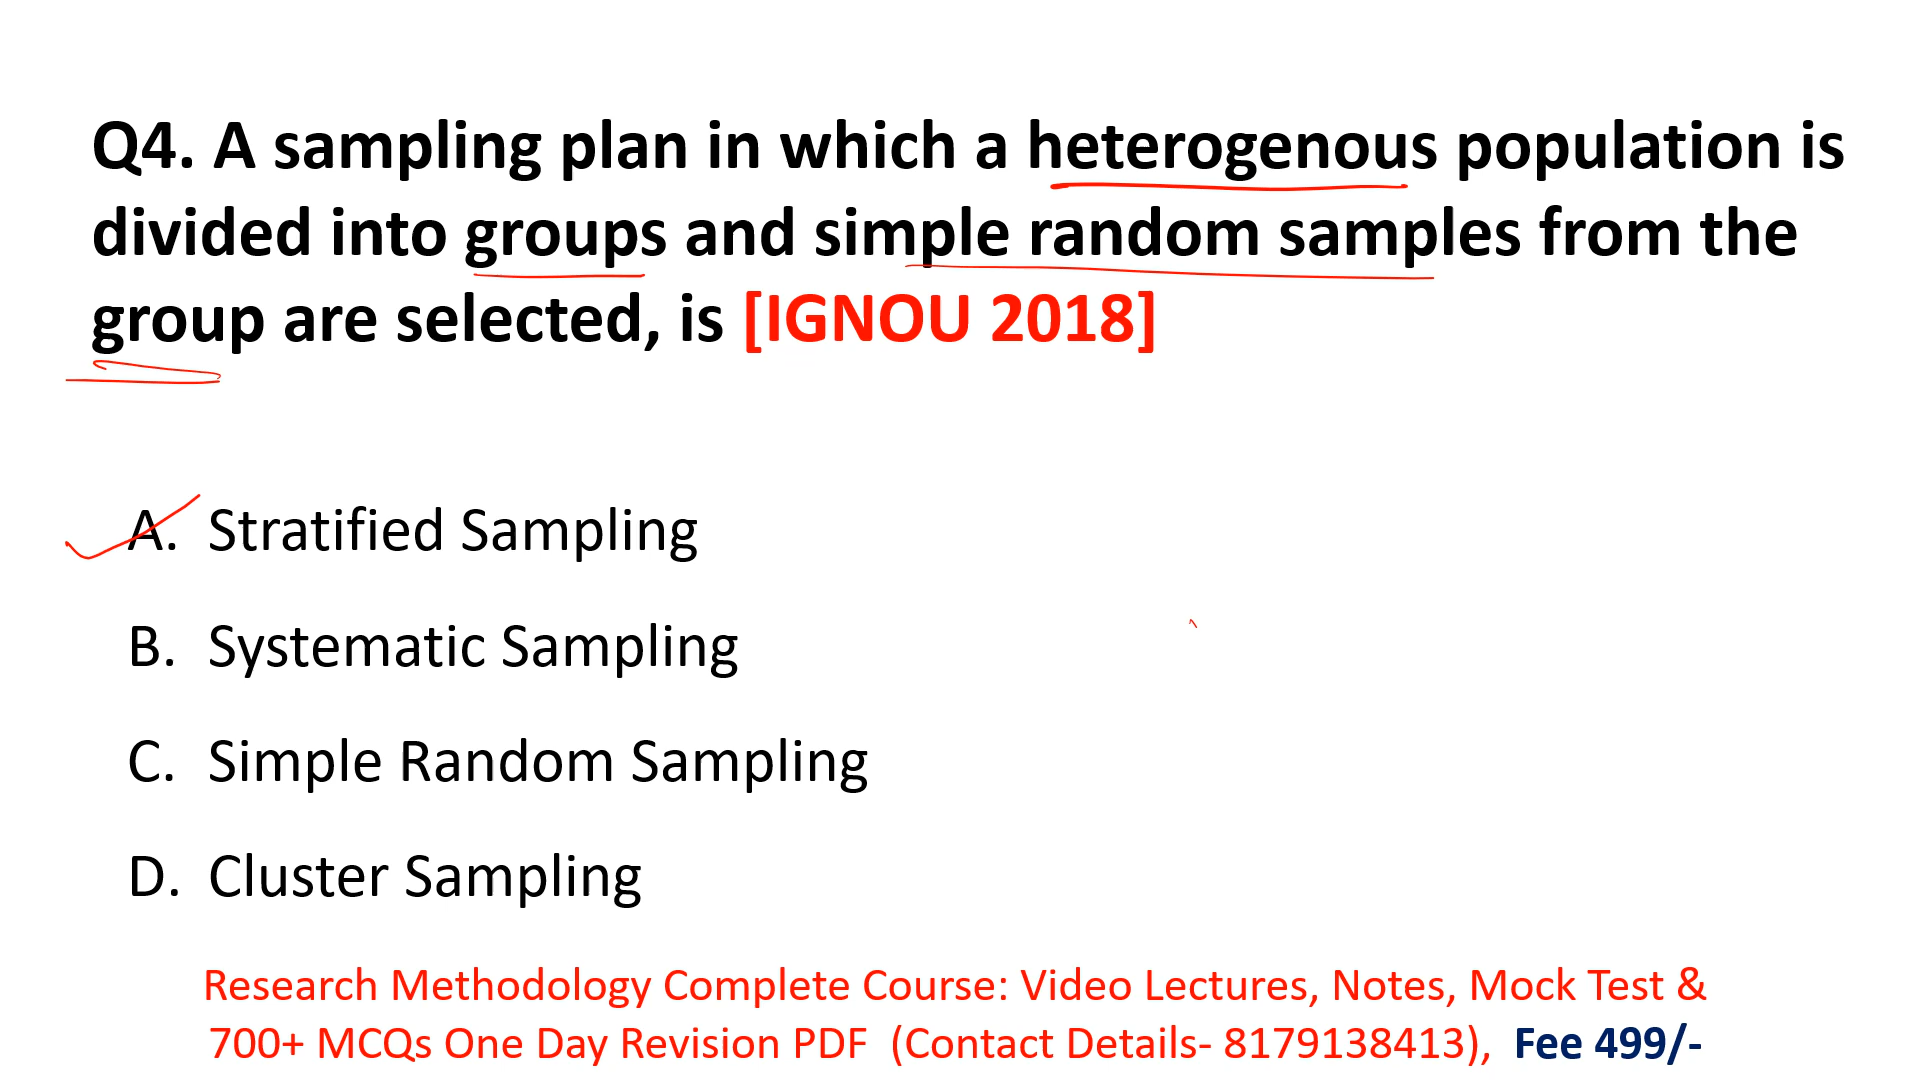 Q4. A sampling plan in which a heterogenous population is
divided into groups and simple random samples from the
group are selected, is [IGNOU 2018]
A. Stratified Sampling
B. Systematic Sampling
C. Simple Random Sampling
D. Cluster Sampling
Research Methodology Complete Course: Video Lectures, Notes, Mock Test &
700+ MCQs One Day Revision PDF (Contact Details- 8179138413), Fee 499/-